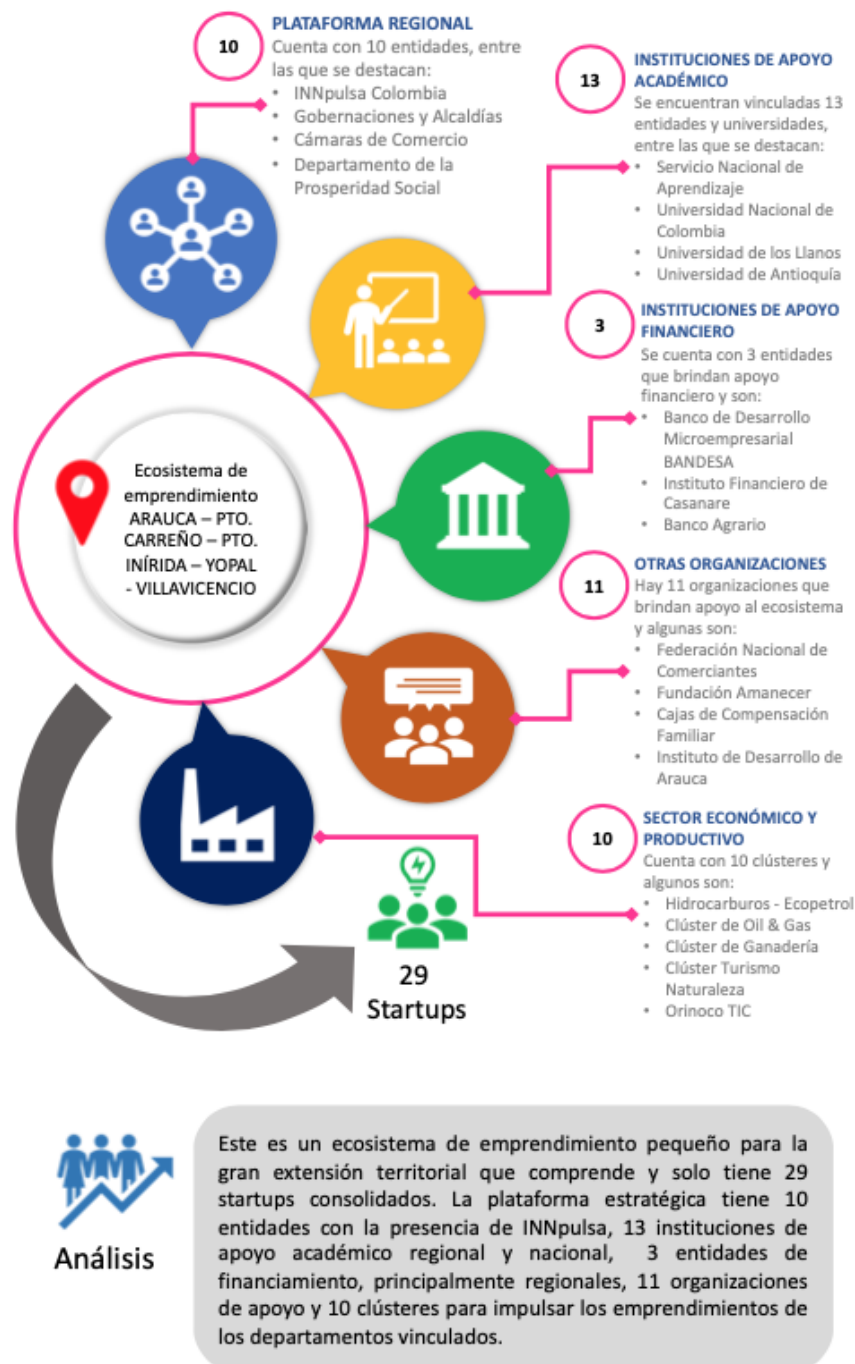 10
PLATAFORMA REGIONAL
Cuenta con 10 entidades, entre
las que se destacan:
• INNpulsa Colombia
• Gobernaciones y Alcaldías
• Cámaras de Comercio
• Departamento de la
Prosperidad Social
13
INSTITUCIONES DE APOYO
ACADÉMICO
Se encuentran vinculadas 13
entidades y universidades,
entre las que se destacan:
• Servicio Nacional de
Aprendizaje
• Universidad Nacional de
Colombia
• Universidad de los Llanos
• Universidad de Antioquía
3
INSTITUCIONES DE APOYO
FINANCIERO
Se cuenta con 3 entidades
que brindan apoyo
financiero y son:
• Banco de Desarrollo
Microempresarial
BANDESA
• Instituto Financiero de
Casanare
• Banco Agrario
Ecosistema de
emprendimiento
ARAUCA – PTO.
CARREÑO – PTO.
INÍRIDA – YOPAL
- VILLAVICENCIO
11
OTRAS ORGANIZACIONES
Hay 11 organizaciones que
brindan apoyo al ecosistema
y algunas son:
• Federación Nacional de
Comerciantes
• Fundación Amanecer
• Cajas de Compensación
Familiar
• Instituto de Desarrollo de
Arauca
10
SECTOR ECONÓMICO Y
PRODUCTIVO
Cuenta con 10 clústeres y
algunos son:
• Hidrocarburos - Ecopetrol
• Clúster de Oil & Gas
• Clúster de Ganadería
• Clúster Turismo
Naturaleza
• Orinoco TIC
29
Startups
Análisis
Este es un ecosistema de emprendimiento pequeño para la
gran extensión territorial que comprende y solo tiene 29
startups consolidados. La plataforma estratégica tiene 10
entidades con la presencia de INNpulsa, 13 instituciones de
apoyo académico regional y nacional, 3 entidades de
financiamiento, principalmente regionales, 11 organizaciones
de apoyo y 10 clústeres para impulsar los emprendimientos de
los departamentos vinculados.